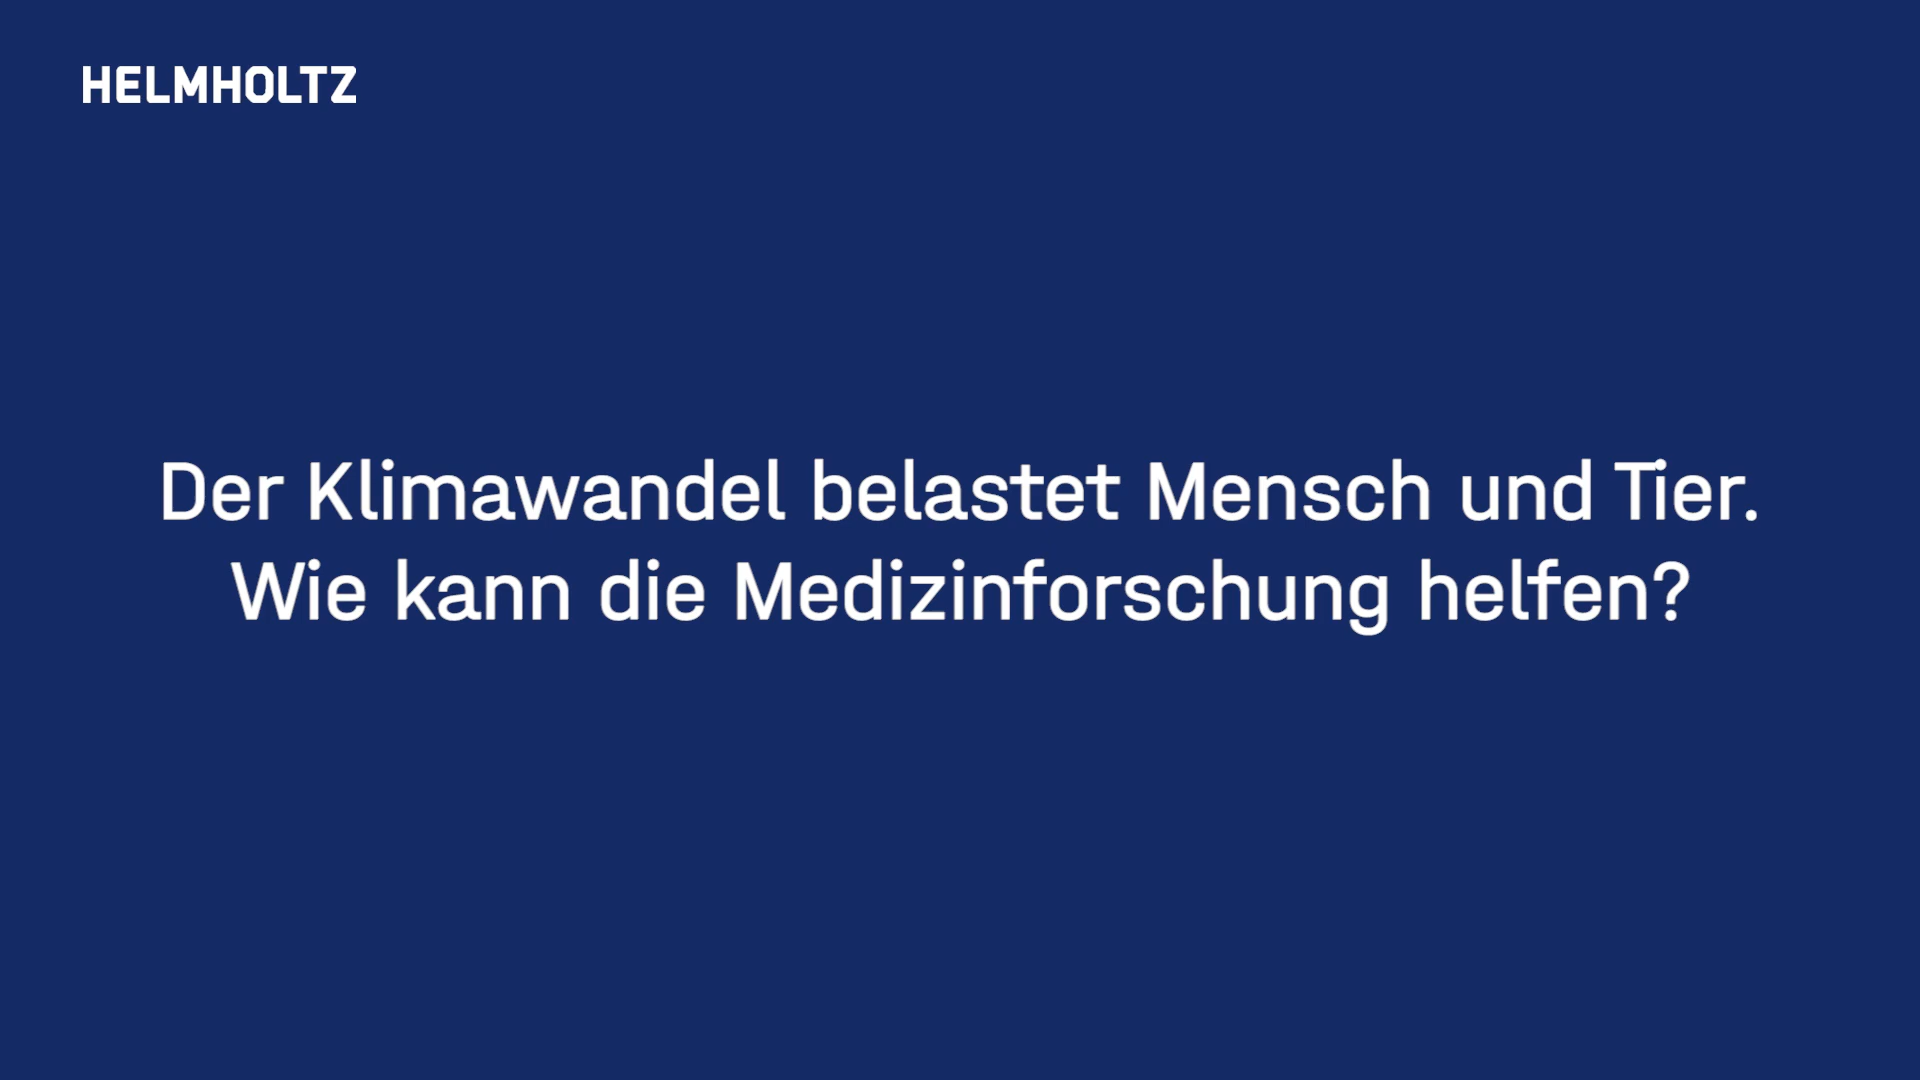 HELMHOLTZ
Der Klimawandel belastet Mensch und Tier.
Wie kann die Medizinforschung helfen?